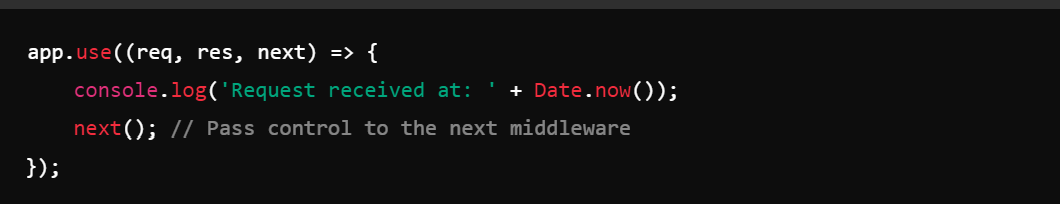 app.use((req, res, next) => {
    console.log('Request received at: ' + Date.now());
    next(); // Pass control to the next middleware
});